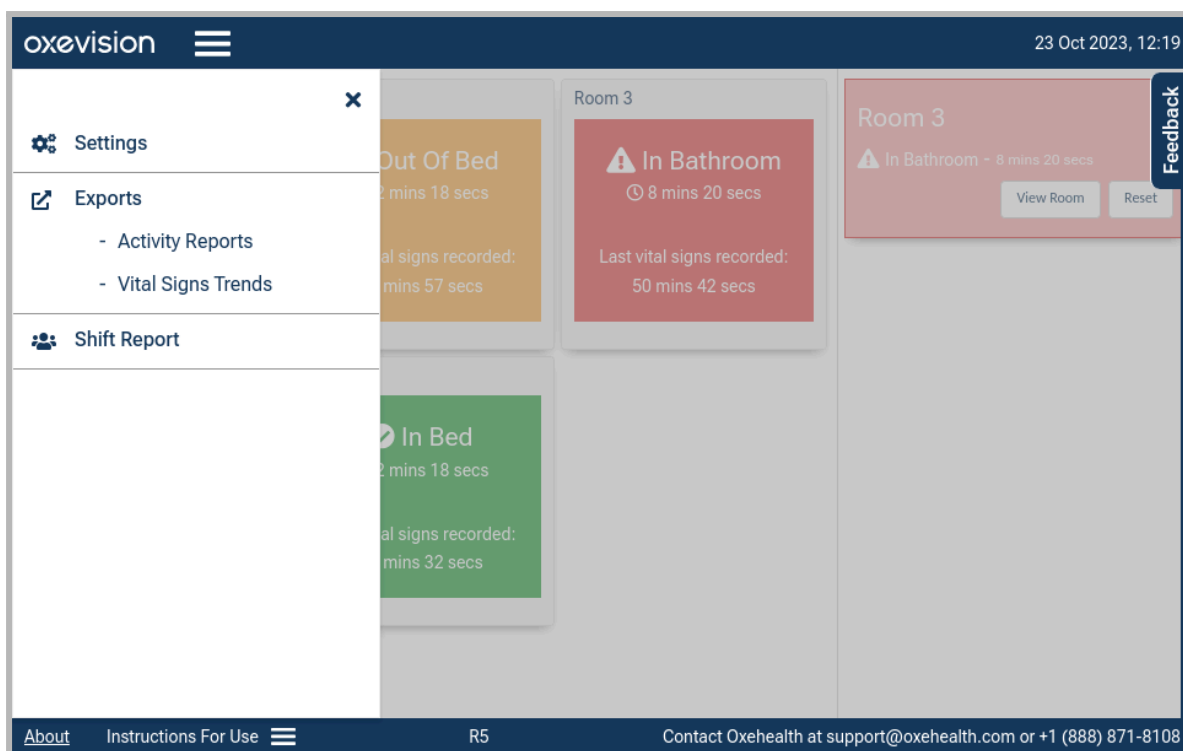 oxevision
23 Oct 2023, 12:19
Settings
Exports
- Activity Reports
- Vital Signs Trends
Shift Report
Out Of Bed
2 mins 18 secs
al signs recorded:
mins 57 secs
Room 3
In Bathroom
8 mins 20 secs
Last vital signs recorded:
50 mins 42 secs
In Bed
2 mins 18 secs
al signs recorded:
mins 32 secs
Room 3
In Bathroom - 8 mins 20 secs
View Room
Reset
Feedback
About
Instructions For Use
R5
Contact Oxehealth at support@oxehealth.com or +1 (888) 871-8108